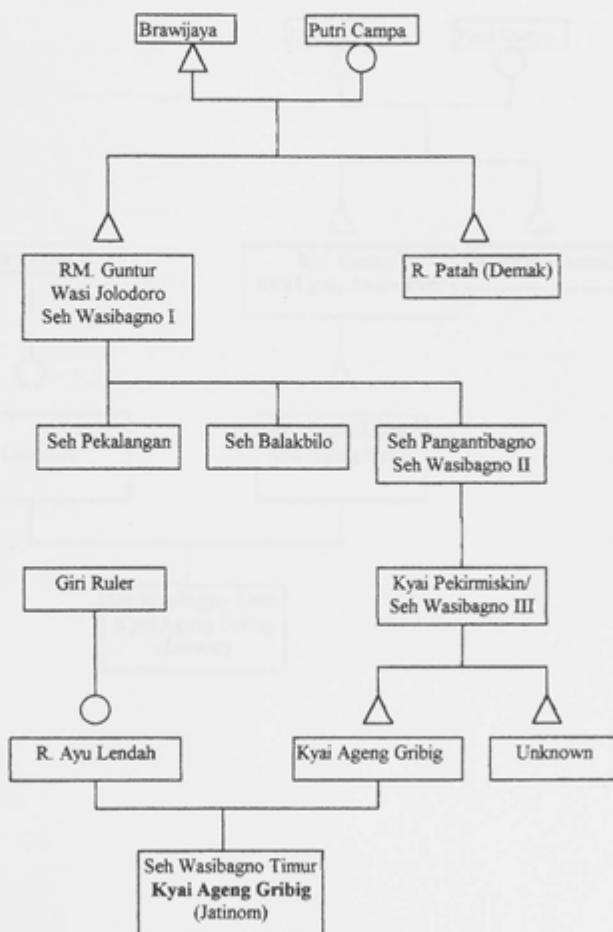 Brawijaya
Putri Campa
RM. Guntur
Wasi Jolodoro
Seh Wasibagno I
R. Patah (Demak)
Seh Pekalangan
Seh Balakbilo
Seh Pangantibagno
Seh Wasibagno II
Giri Ruler
Kyai Pekirmiskin/
Seh Wasibagno III
R. Ayu Lendah
Kyai Ageng Gribig
Unknown
Seh Wasibagno Timur
Kyai Ageng Gribig
(Jatinom)